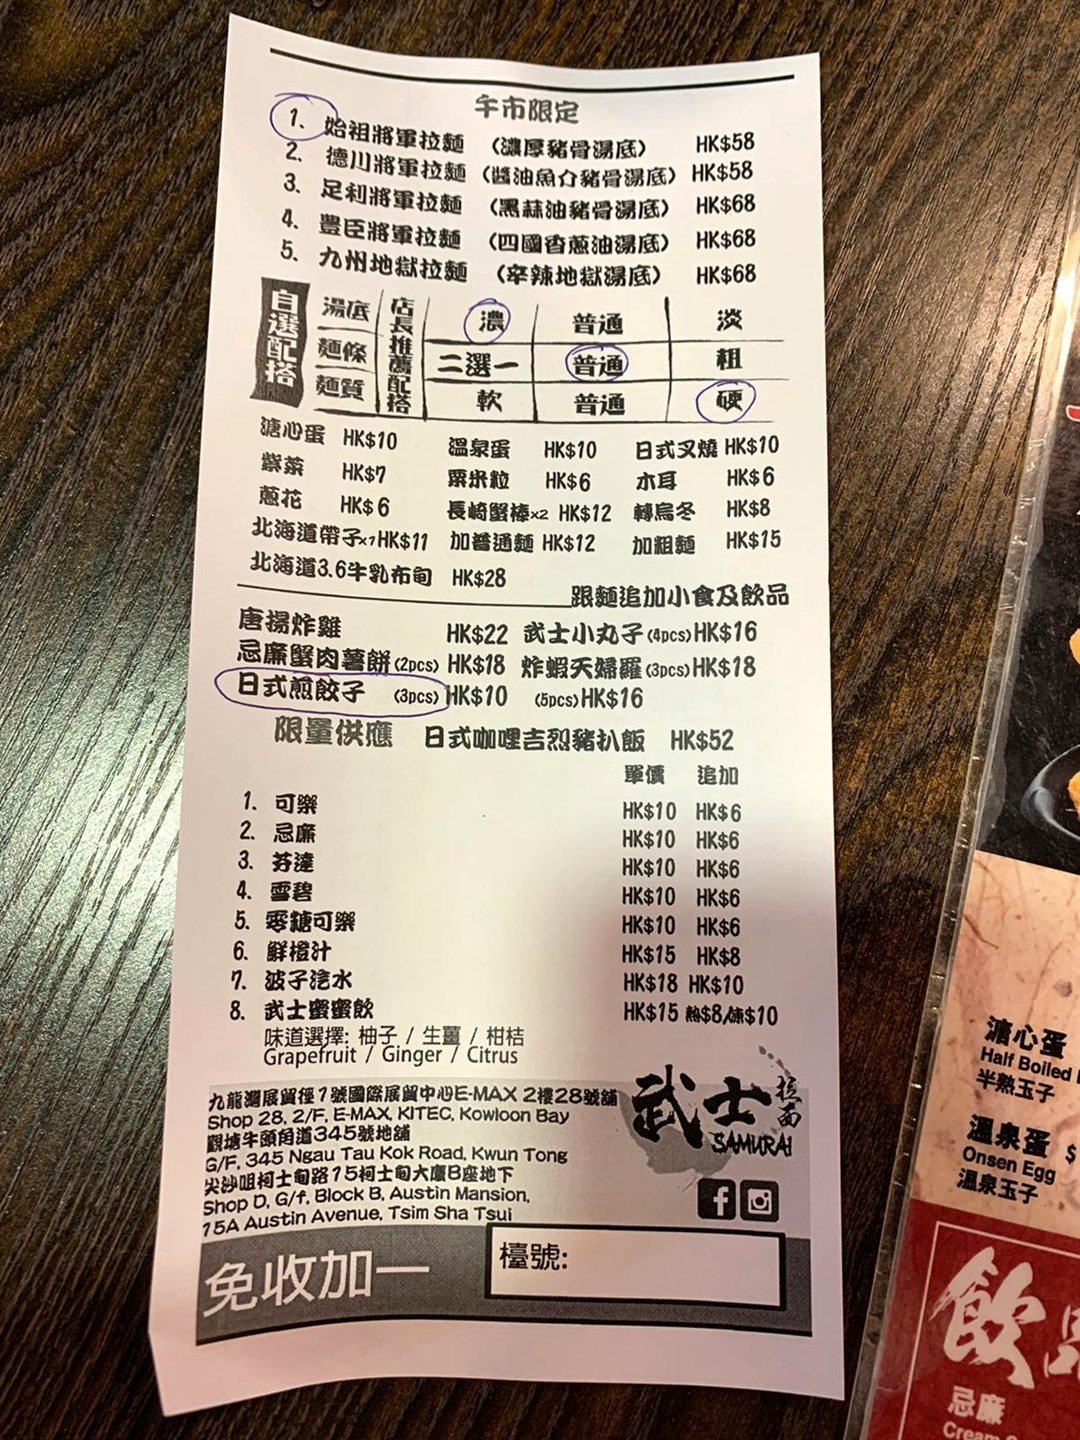 午市限定
1. 始祖將軍拉麵 (濃厚豬骨湯底) HK$58
2. 德川將軍拉麵 (醬油魚介豬骨湯底) HK$58
3. 足利將軍拉麵 (黑蒜油豬骨湯底) HK$68
4. 豐臣將軍拉麵 (四國香蔥油湯底) HK$68
5. 九州地獄拉麵 (辛辣地獄湯底) HK$68
自選配搭
店長推薦配搭
湯底 濃 普通 淡
麵條 二選一 普通 粗
麵質 軟 普通 硬
溏心蛋 HK$10 溫泉蛋 HK$10 日式叉燒 HK$10
紫菜 HK$7 粟米粒 HK$6 木耳 HK$6
蔥花 HK$6 長崎蟹棒x2 HK$12 轉烏冬 HK$8
北海道帶子x1 HK$11 加普通麵 HK$12 加粗麵 HK$15
北海道3.6牛乳布甸 HK$28
跟麵追加小食及飲品
唐揚炸雞 HK$22 武士小丸子 (4pcs) HK$16
忌廉蟹肉薯餅 (2pcs) HK$18 炸蝦天婦羅 (3pcs) HK$18
日式煎餃子 (3pcs) HK$10 (5pcs) HK$16
限量供應 日式咖哩吉烈豬扒飯 HK$52
單價 追加
1. 可樂 HK$10 HK$6
2. 忌廉 HK$10 HK$6
3. 芬達 HK$10 HK$6
4. 雪碧 HK$10 HK$6
5. 零糖可樂 HK$10 HK$6
6. 鮮橙汁 HK$15 HK$8
7. 波子汽水 HK$18 HK$10
8. 武士蜜蜜飲 HK$15 熱$8/凍$10
味道選擇: 柚子 / 生薑 / 柑桔
Grapefruit / Ginger / Citrus
九龍灣展貿徑1號國際展貿中心E-MAX 2樓28號舖
Shop 28, 2/F, E-MAX, KITEC, Kowloon Bay
觀塘牛頭角道345號地舖
G/F, 345 Ngau Tau Kok Road, Kwun Tong
尖沙咀柯士甸路15柯士甸大廈B座地下
Shop D, G/f, Block B, Austin Mansion,
15A Austin Avenue, Tsim Sha Tsui
武士 拉面
SAMURAI
免收加一
檯號:
溏心蛋
Half Boiled
半熟玉子
溫泉蛋 $
Onsen Egg
溫泉玉子
飲
忌廉
Cream